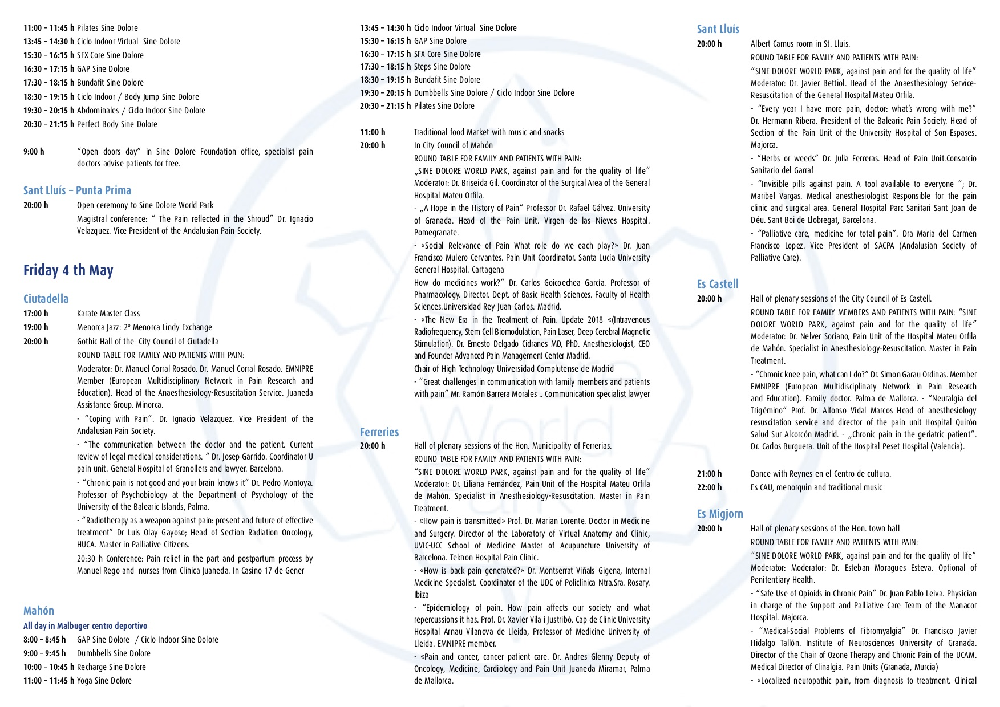 11:00 – 11:45 h Pilates Sine Dolore
13:45 – 14:30 h Ciclo Indoor Virtual Sine Dolore
15:30 – 16:15 h SFX Core Sine Dolore
16:30 – 17:15 h GAP Sine Dolore
17:30 – 18:15 h Bundafit Sine Dolore
18:30 – 19:15 h Ciclo Indoor / Body Jump Sine Dolore
19:30 – 20:15 h Abdominales / Ciclo Indoor Sine Dolore
20:30 – 21:15 h Perfect Body Sine Dolore
9:00 h “Open doors day” in Sine Dolore Foundation office, specialist pain
doctors advise patients for free.
Sant Lluís – Punta Prima
20:00 h Open ceremony to Sine Dolore World Park
Magistral conference: “ The Pain reflected in the Shroud” Dr. Ignacio
Velazquez. Vice President of the Andalusian Pain Society.
Friday 4 th May
Ciutadella
17:00 h Karate Master Class
19:00 h Menorca Jazz: 2º Menorca Lindy Exchange
20:00 h Gothic Hall of the City Council of Ciutadella
ROUND TABLE FOR FAMILY AND PATIENTS WITH PAIN:
Moderator: Dr. Manuel Corral Rosado. Dr. Manuel Corral Rosado. EMNIPRE
Member (European Multidisciplinary Network in Pain Research and
Education). Head of the Anaesthesiology-Resuscitation Service. Juaneda
Assistance Group. Minorca.
- “Coping with Pain”. Dr. Ignacio Velazquez. Vice President of the
Andalusian Pain Society.
- “The communication between the doctor and the patient. Current
review of legal medical considerations. “ Dr. Josep Garrido. Coordinator U
pain unit. General Hospital of Granollers and lawyer. Barcelona.
- “Chronic pain is not good and your brain knows it” Dr. Pedro Montoya.
Professor of Psychobiology at the Department of Psychology of the
University of the Balearic Islands, Palma.
- “Radiotherapy as a weapon against pain: present and future of effective
treatment” Dr Luis Olay Gayoso; Head of Section Radiation Oncology,
HUCA. Master in Palliative Citizens.
20:30 h Conference: Pain relief in the part and postpartum process by
Manuel Rego and nurses from Clínica Juaneda. In Casino 17 de Gener
Mahón
All day in Malbuger centro deportivo
8:00 – 8:45 h GAP Sine Dolore / Ciclo Indoor Sine Dolore
9:00 – 9:45 h Dumbbells Sine Dolore
10:00 – 10:45 h Recharge Sine Dolore
11:00 – 11:45 h Yoga Sine Dolore
13:45 – 14:30 h Ciclo Indoor Virtual Sine Dolore
15:30 – 16:15 h GAP Sine Dolore
16:30 – 17:15 h SFX Core Sine Dolore
17:30 – 18:15 h Steps Sine Dolore
18:30 – 19:15 h Bundafit Sine Dolore
19:30 – 20:15 h Dumbbells Sine Dolore / Ciclo Indoor Sine Dolore
20:30 – 21:15 h Pilates Sine Dolore
11:00 h Traditional food Market with music and snacks
20:00 h In City Council of Mahón
ROUND TABLE FOR FAMILY AND PATIENTS WITH PAIN:
„SINE DOLORE WORLD PARK, against pain and for the quality of life“
Moderator: Dr. Briseida Gil. Coordinator of the Surgical Area of the General
Hospital Mateu Orfila.
- „A Hope in the History of Pain“ Professor Dr. Rafael Gálvez. University
of Granada. Head of the Pain Unit. Virgen de las Nieves Hospital.
Pomegranate.
- «Social Relevance of Pain What role do we each play?» Dr. Juan
Francisco Mulero Cervantes. Pain Unit Coordinator. Santa Lucía University
General Hospital. Cartagena
How do medicines work?” Dr. Carlos Goicoechea García. Professor of
Pharmacology. Director. Dept. of Basic Health Sciences. Faculty of Health
Sciences.Universidad Rey Juan Carlos. Madrid.
- «The New Era in the Treatment of Pain. Update 2018 «(Intravenous
Radiofrequency, Stem Cell Biomodulation, Pain Laser, Deep Cerebral Magnetic
Stimulation). Dr. Ernesto Delgado Cidranes MD, PhD. Anesthesiologist, CEO
and Founder Advanced Pain Management Center Madrid.
Chair of High Technology Universidad Complutense de Madrid
- “Great challenges in communication with family members and patients
with pain” Mr. Ramón Barrera Morales .. Communication specialist lawyer
Ferreries
20:00 h Hall of plenary sessions of the Hon. Municipality of Ferrerias.
ROUND TABLE FOR FAMILY AND PATIENTS WITH PAIN:
“SINE DOLORE WORLD PARK, against pain and for the quality of life”
Moderator: Dr. Liliana Fernández, Pain Unit of the Hospital Mateu Orfila
de Mahón. Specialist in Anesthesiology-Resuscitation. Master in Pain
Treatment.
- «How pain is transmitted» Prof. Dr. Marian Lorente. Doctor in Medicine
and Surgery. Director of the Laboratory of Virtual Anatomy and Clinic,
UVIC-UCC School of Medicine Master of Acupuncture University of
Barcelona. Teknon Hospital Pain Clinic.
- «How is back pain generated?» Dr. Montserrat Viñals Gigena, Internal
Medicine Specialist. Coordinator of the UDC of Policlínica Ntra.Sra. Rosary.
Ibiza
- “Epidemiology of pain. How pain affects our society and what
repercussions it has. Prof. Dr. Xavier Vila i Justribó. Cap de Clínic University
Hospital Arnau Vilanova de Lleida, Professor of Medicine University of
Lleida. EMNIPRE member.
- «Pain and cancer, cancer patient care. Dr. Andres Glenny Deputy of
Oncology, Medicine, Cardiology and Pain Unit Juaneda Miramar, Palma
de Mallorca.
Sant Lluís
20:00 h Albert Camus room in St. Lluis.
ROUND TABLE FOR FAMILY AND PATIENTS WITH PAIN:
“SINE DOLORE WORLD PARK, against pain and for the quality of life”
Moderator: Dr. Javier Bettiol. Head of the Anaesthesiology Service-
Resuscitation of the General Hospital Mateu Orfila.
- “Every year I have more pain, doctor: what’s wrong with me?”
Dr. Hermann Ribera. President of the Balearic Pain Society. Head of
Section of the Pain Unit of the University Hospital of Son Espases.
Majorca.
- “Herbs or weeds” Dr. Julia Ferreras. Head of Pain Unit.Consorcio
Sanitario del Garraf
- “Invisible pills against pain. A tool available to everyone “; Dr.
Maribel Vargas. Medical anesthesiologist Responsible for the pain
clinic and surgical area. General Hospital Parc Sanitari Sant Joan de
Déu. Sant Boi de Llobregat, Barcelona.
- “Palliative care, medicine for total pain”. Dra Maria del Carmen
Francisco Lopez. Vice President of SACPA (Andalusian Society of
Palliative Care).
Es Castell
20:00 h Hall of plenary sessions of the City Council of Es Castell.
ROUND TABLE FOR FAMILY MEMBERS AND PATIENTS WITH PAIN: “SINE
DOLORE WORLD PARK, against pain and for the quality of life”
Moderator: Dr. Nelver Soriano, Pain Unit of the Hospital Mateu Orfila
de Mahón. Specialist in Anesthesiology-Resuscitation. Master in Pain
Treatment.
- “Chronic knee pain, what can I do?” Dr. Simon Garau Ordinas. Member
EMNIPRE (European Multidisciplinary Network in Pain Research
and Education). Family doctor. Palma de Mallorca. - “Neuralgia del
Trigémino“ Prof. Dr. Alfonso Vidal Marcos Head of anesthesiology
resuscitation service and director of the pain unit Hospital Quirón
Salud Sur Alcorcón Madrid. - „Chronic pain in the geriatric patient“.
Dr. Carlos Burguera. Unit of the Hospital Peset Hospital (Valencia).
21:00 h Dance with Reynes en el Centro de cultura.
22:00 h Es CAU, menorquin and traditional music
Es Migjorn
20:00 h Hall of plenary sessions of the Hon. town hall
ROUND TABLE FOR FAMILY AND PATIENTS WITH PAIN:
“SINE DOLORE WORLD PARK, against pain and for the quality of life”
Moderator: Moderator: Dr. Esteban Moragues Esteva. Optional of
Penitentiary Health.
- “Safe Use of Opioids in Chronic Pain” Dr. Juan Pablo Leiva. Physician
in charge of the Support and Palliative Care Team of the Manacor
Hospital. Majorca.
- “Medical-Social Problems of Fibromyalgia” Dr. Francisco Javier
Hidalgo Tallón. Institute of Neurosciences University of Granada.
Director of the Chair of Ozone Therapy and Chronic Pain of the UCAM.
Medical Director of Clinalgia. Pain Units (Granada, Murcia)
- «Localized neuropathic pain, from diagnosis to treatment. Clinical
Sine
Dolore
World
Park